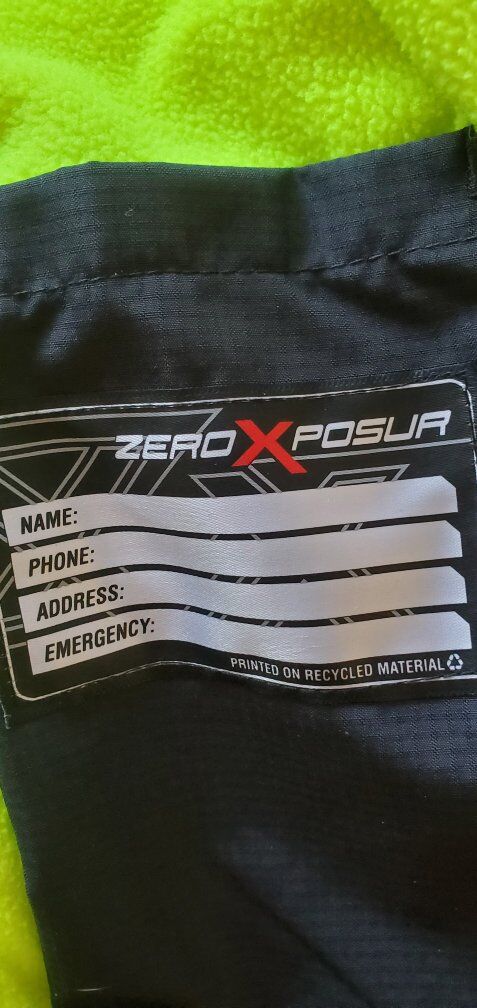 ZEROXPOSUR
NAME:
PHONE:
ADDRESS:
EMERGENCY:
PRINTED ON RECYCLED MATERIAL